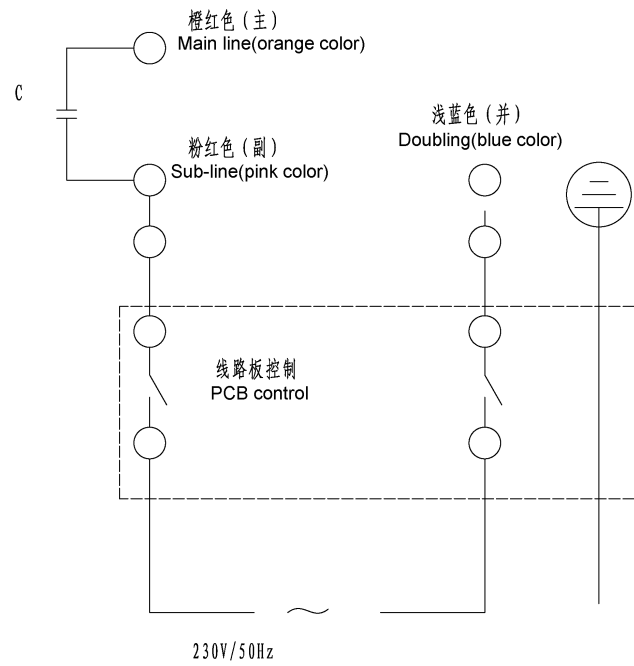 橙红色（主）
Main line(orange color)
C
浅蓝色（并）
Doubling(blue color)
粉红色（副）
Sub-line(pink color)
线路板控制
PCB control
230V/50Hz